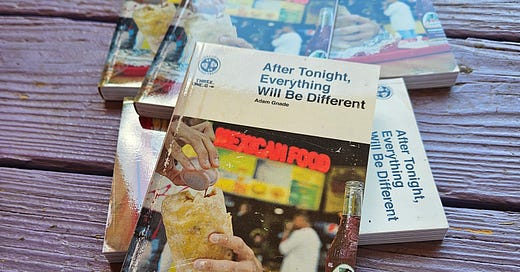 After Tonight,
Everything
Will Be Different
Adam Gnade
MEXICAN FOOD
After Tonight,
Everything
Will Be Different